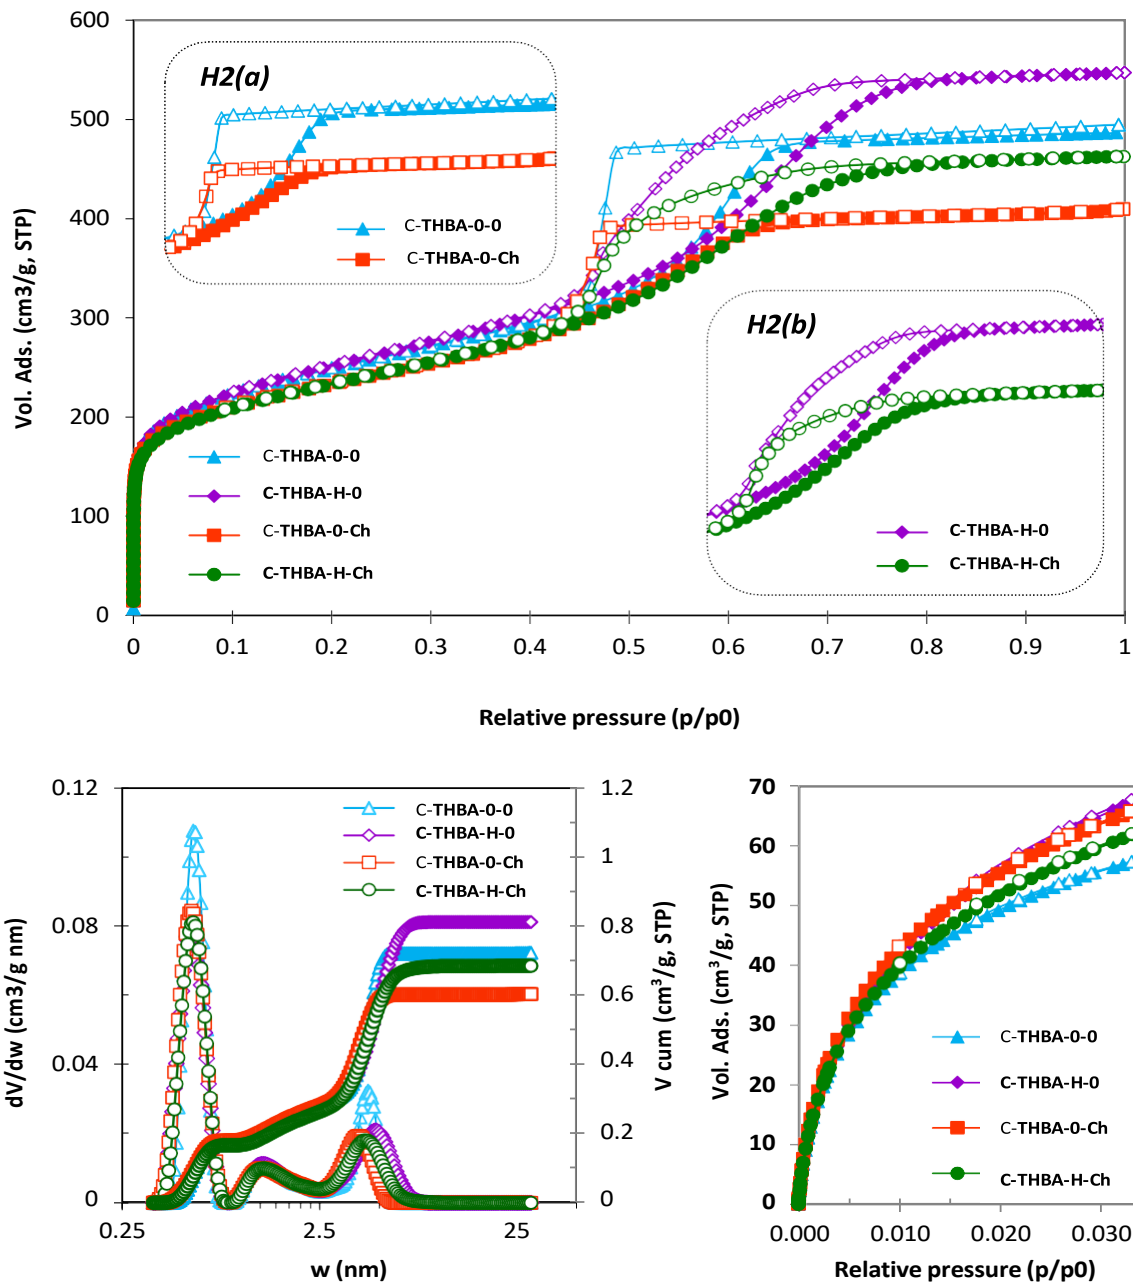 600
500
400
300
200
100
0
Vol. Ads. (cm3/g, STP)
H2(a)
C-THBA-0-0
C-THBA-0-Ch
H2(b)
C-THBA-H-0
C-THBA-H-Ch
C-THBA-0-0
C-THBA-H-0
C-THBA-0-Ch
C-THBA-H-Ch
0 0.1 0.2 0.3 0.4 0.5 0.6 0.7 0.8 0.9 1
Relative pressure (p/p0)
0.12
0.08
0.04
0
dV/dw (cm3/g nm)
C-THBA-0-0
C-THBA-H-0
C-THBA-0-Ch
C-THBA-H-Ch
1.2
1
0.8
0.6
0.4
0.2
0
V cum (cm³/g, STP)
0.25 2.5 25
w (nm)
70
60
50
40
30
20
10
0
Vol. Ads. (cm³/g, STP)
C-THBA-0-0
C-THBA-H-0
C-THBA-0-Ch
C-THBA-H-Ch
0.000 0.010 0.020 0.030
Relative pressure (p/p0)